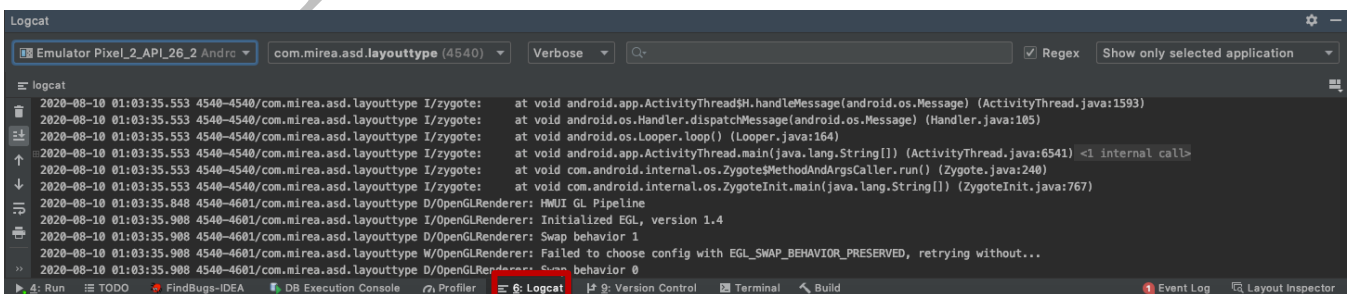 Logcat
Emulator Pixel_2_API_26_2 Andro com.mirea.asd.layouttype (4540) Verbose Regex Show only selected application
logcat
2020-08-10 01:03:35.553 4540-4540/com.mirea.asd.layouttype I/zygote:     at void android.app.ActivityThread$H.handleMessage(android.os.Message) (ActivityThread.java:1593)
2020-08-10 01:03:35.553 4540-4540/com.mirea.asd.layouttype I/zygote:     at void android.os.Handler.dispatchMessage(android.os.Message) (Handler.java:105)
2020-08-10 01:03:35.553 4540-4540/com.mirea.asd.layouttype I/zygote:     at void android.os.Looper.loop() (Looper.java:164)
2020-08-10 01:03:35.553 4540-4540/com.mirea.asd.layouttype I/zygote:     at void android.app.ActivityThread.main(java.lang.String[]) (ActivityThread.java:6541) <1 internal call>
2020-08-10 01:03:35.553 4540-4540/com.mirea.asd.layouttype I/zygote:     at void com.android.internal.os.Zygote$MethodAndArgsCaller.run() (Zygote.java:240)
2020-08-10 01:03:35.553 4540-4540/com.mirea.asd.layouttype I/zygote:     at void com.android.internal.os.ZygoteInit.main(java.lang.String[]) (ZygoteInit.java:767)
2020-08-10 01:03:35.848 4540-4601/com.mirea.asd.layouttype D/OpenGLRenderer: HWUI GL Pipeline
2020-08-10 01:03:35.908 4540-4601/com.mirea.asd.layouttype I/OpenGLRenderer: Initialized EGL, version 1.4
2020-08-10 01:03:35.908 4540-4601/com.mirea.asd.layouttype D/OpenGLRenderer: Swap behavior 1
2020-08-10 01:03:35.908 4540-4601/com.mirea.asd.layouttype W/OpenGLRenderer: Failed to choose config with EGL_SWAP_BEHAVIOR_PRESERVED, retrying without...
2020-08-10 01:03:35.908 4540-4601/com.mirea.asd.layouttype D/OpenGLRenderer: Swap behavior 0
4: Run TODO FindBugs-IDEA DB Execution Console Profiler 6: Logcat 9: Version Control Terminal Build 1 Event Log Layout Inspector